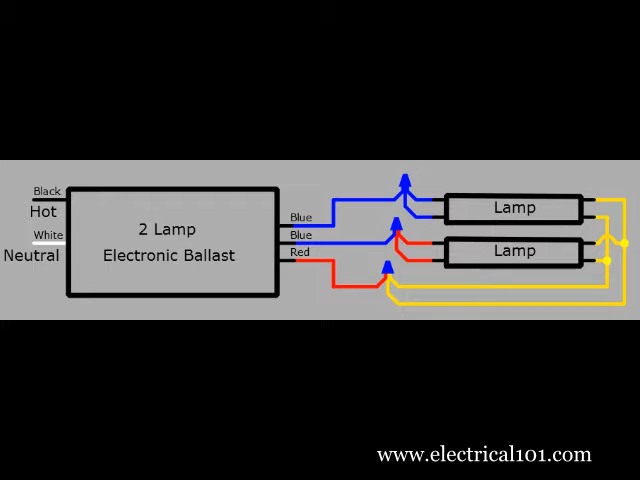 Black
Hot
White
Neutral
2 Lamp
Electronic Ballast
Blue
Blue
Red
Lamp
Lamp
www.electrical101.com